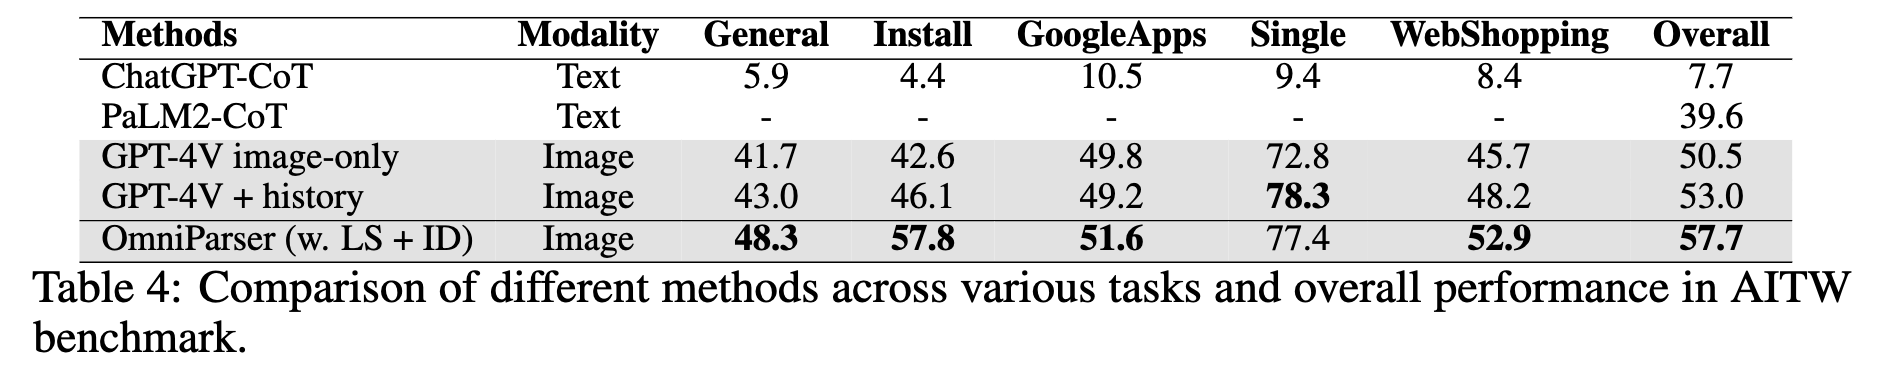 Methods Modality General Install GoogleApps Single WebShopping Overall
ChatGPT-CoT Text 5.9 4.4 10.5 9.4 8.4 7.7
PaLM2-CoT Text - - - - - 39.6
GPT-4V image-only Image 41.7 42.6 49.8 72.8 45.7 50.5
GPT-4V + history Image 43.0 46.1 49.2 78.3 48.2 53.0
OmniParser (w. LS + ID) Image 48.3 57.8 51.6 77.4 52.9 57.7
Table 4: Comparison of different methods across various tasks and overall performance in AITW
benchmark.